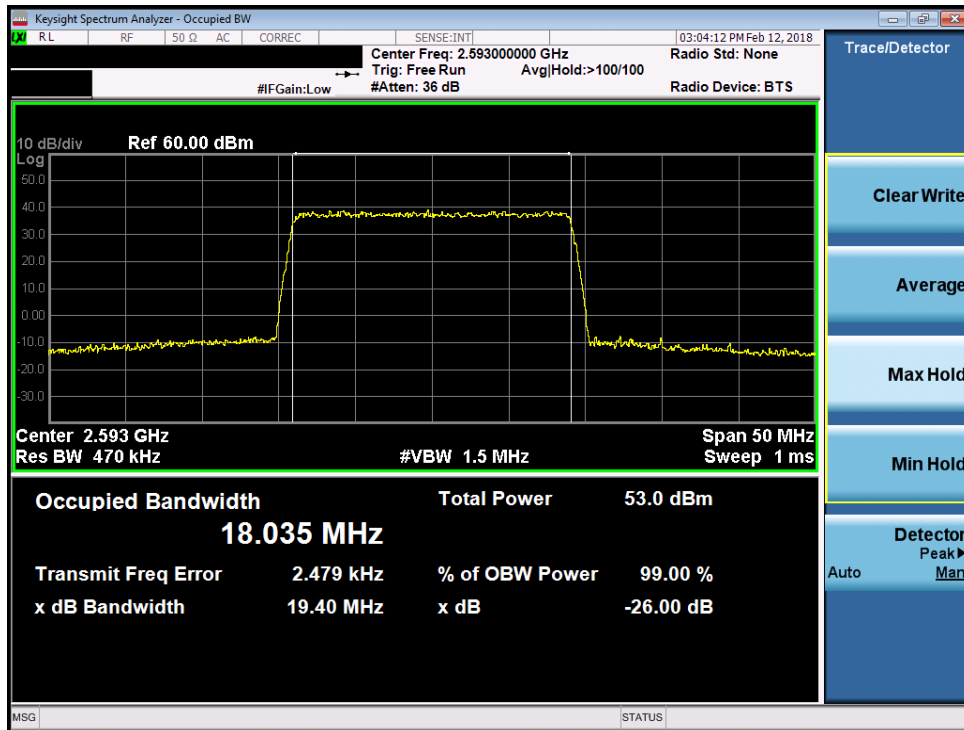 Keysight Spectrum Analyzer - Occupied BW
LXI RL RF 50 Ω AC CORREC SENSE:INT 03:04:12 PM Feb 12, 2018
Center Freq: 2.593000000 GHz Radio Std: None
Trig: Free Run Avg|Hold:>100/100
#IFGain:Low #Atten: 36 dB Radio Device: BTS
10 dB/div Ref 60.00 dBm
Log
50.0
40.0
30.0
20.0
10.0
0.00
-10.0
-20.0
-30.0
Center 2.593 GHz Span 50 MHz
Res BW 470 kHz #VBW 1.5 MHz Sweep 1 ms
Occupied Bandwidth Total Power 53.0 dBm
18.035 MHz
Transmit Freq Error 2.479 kHz % of OBW Power 99.00 %
x dB Bandwidth 19.40 MHz x dB -26.00 dB
MSG STATUS
Trace/Detector
Clear Write
Average
Max Hold
Min Hold
Detector
Peak▶
Auto Man